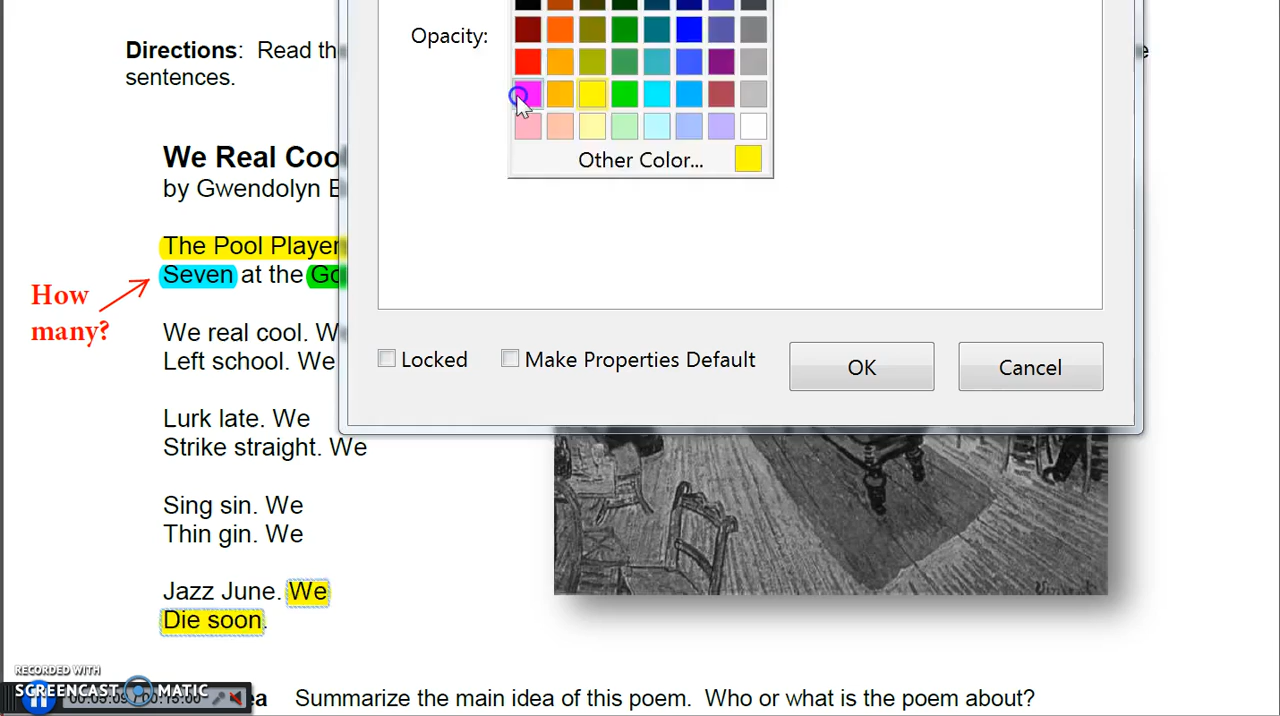 Directions: Read th
e
sentences.
Opacity:
Other Color...
We Real Coo
by Gwendolyn B
The Pool Player
Seven at the Go
How
many?
We real cool. W
Left school. We
Lurk late. We
Strike straight. We
Sing sin. We
Thin gin. We
Jazz June. We
Die soon.
Locked
Make Properties Default
OK
Cancel
Vincent
RECORDED WITH
SCREENCAST MATIC
ea Summarize the main idea of this poem. Who or what is the poem about?